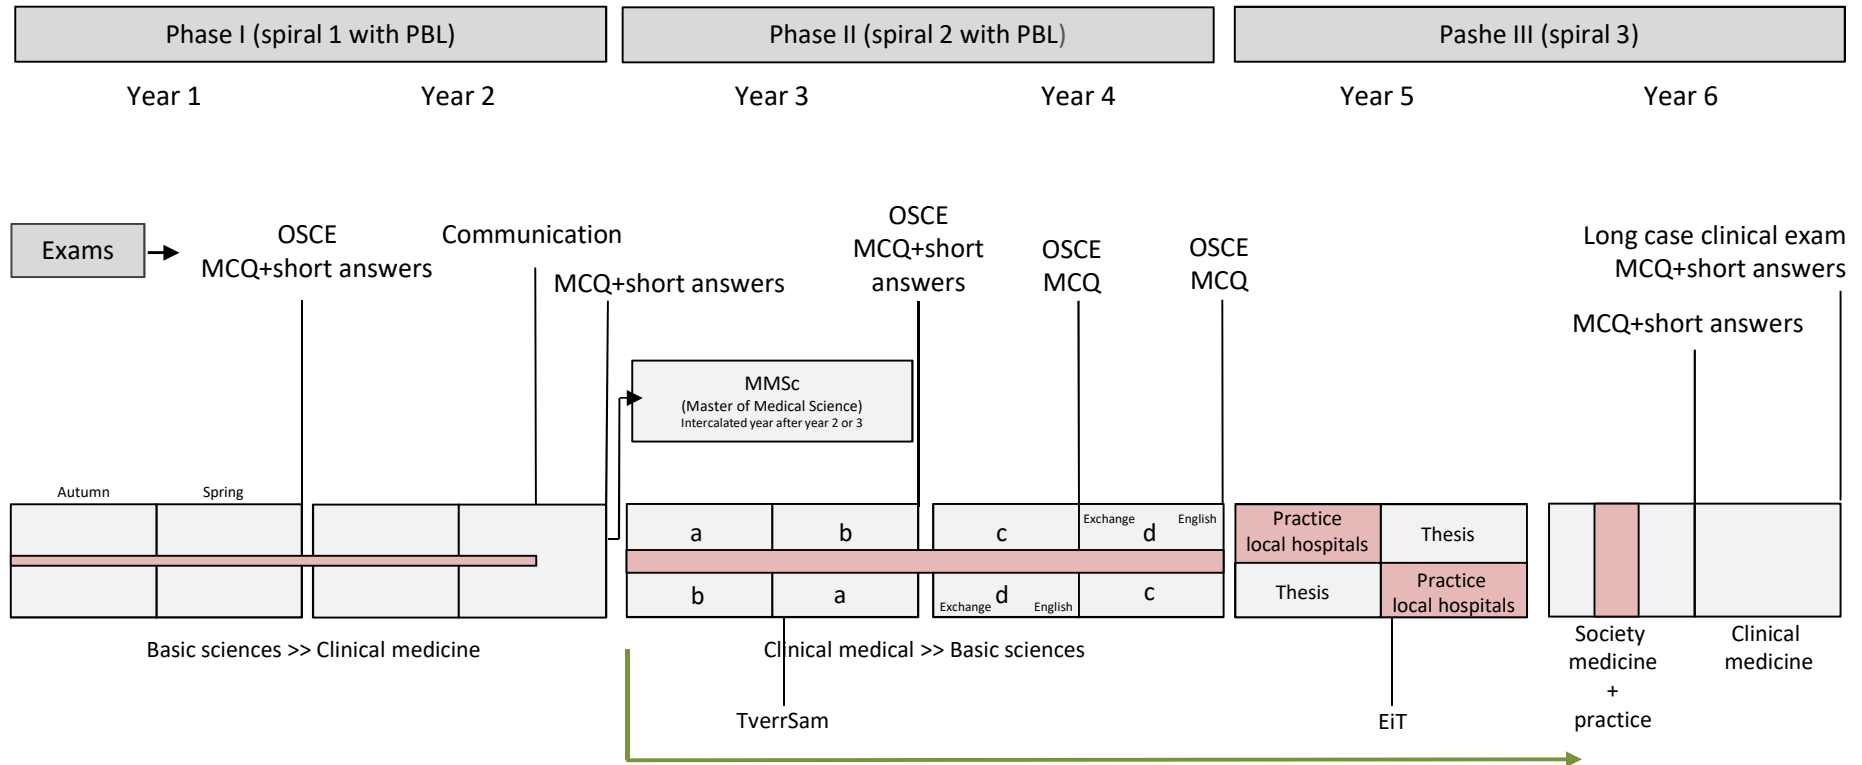 Phase I (spiral 1 with PBL)
Phase II (spiral 2 with PBL)
Pashe III (spiral 3)
Year 1
Year 2
Year 3
Year 4
Year 5
Year 6
Exams
OSCE
MCQ+short answers
Communication
MCQ+short answers
OSCE
MCQ+short
answers
OSCE
MCQ
OSCE
MCQ
Long case clinical exam
MCQ+short answers
MCQ+short answers
MMSc
(Master of Medical Science)
Intercalated year after year 2 or 3
Autumn
Spring
a
b
c
Exchange
d
English
b
a
Exchange
d
English
c
Practice
local hospitals
Thesis
Thesis
Practice
local hospitals
Basic sciences >> Clinical medicine
Clinical medical >> Basic sciences
Society
medicine
+
practice
Clinical
medicine
TverrSam
EiT